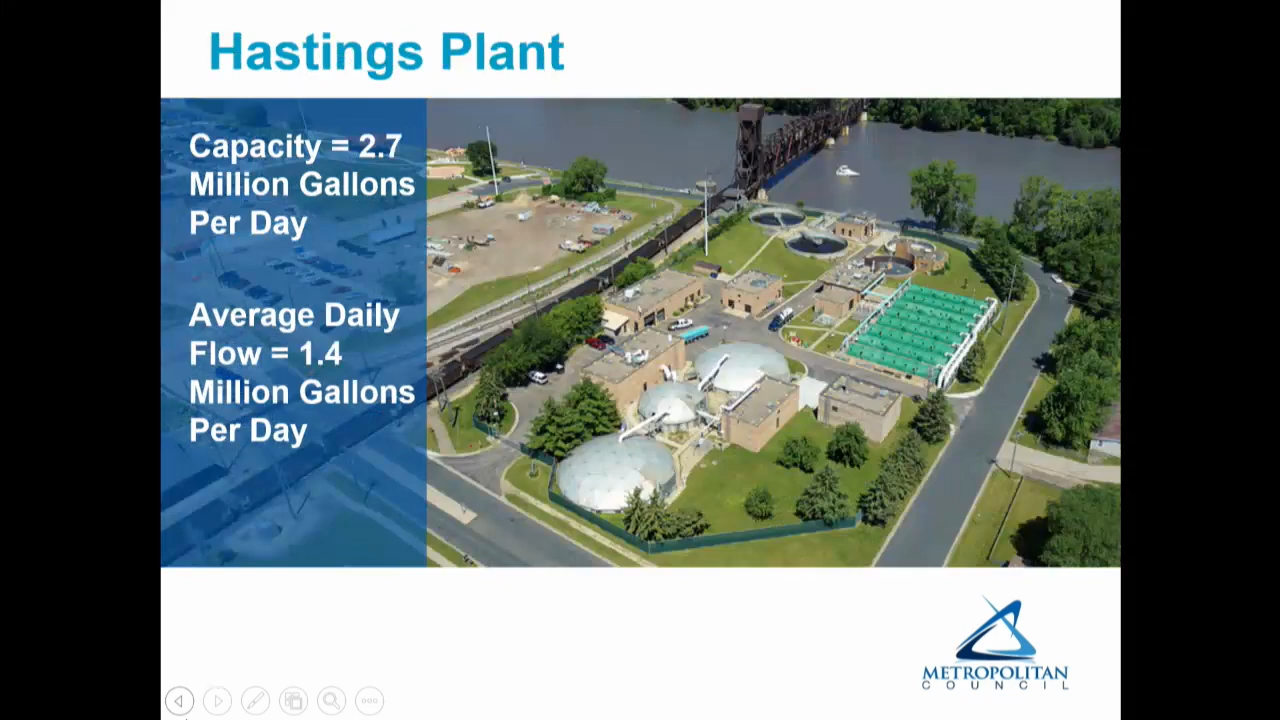 Hastings Plant
Capacity = 2.7
Million Gallons
Per Day
Average Daily
Flow = 1.4
Million Gallons
Per Day
METROPOLITAN
COUNCIL